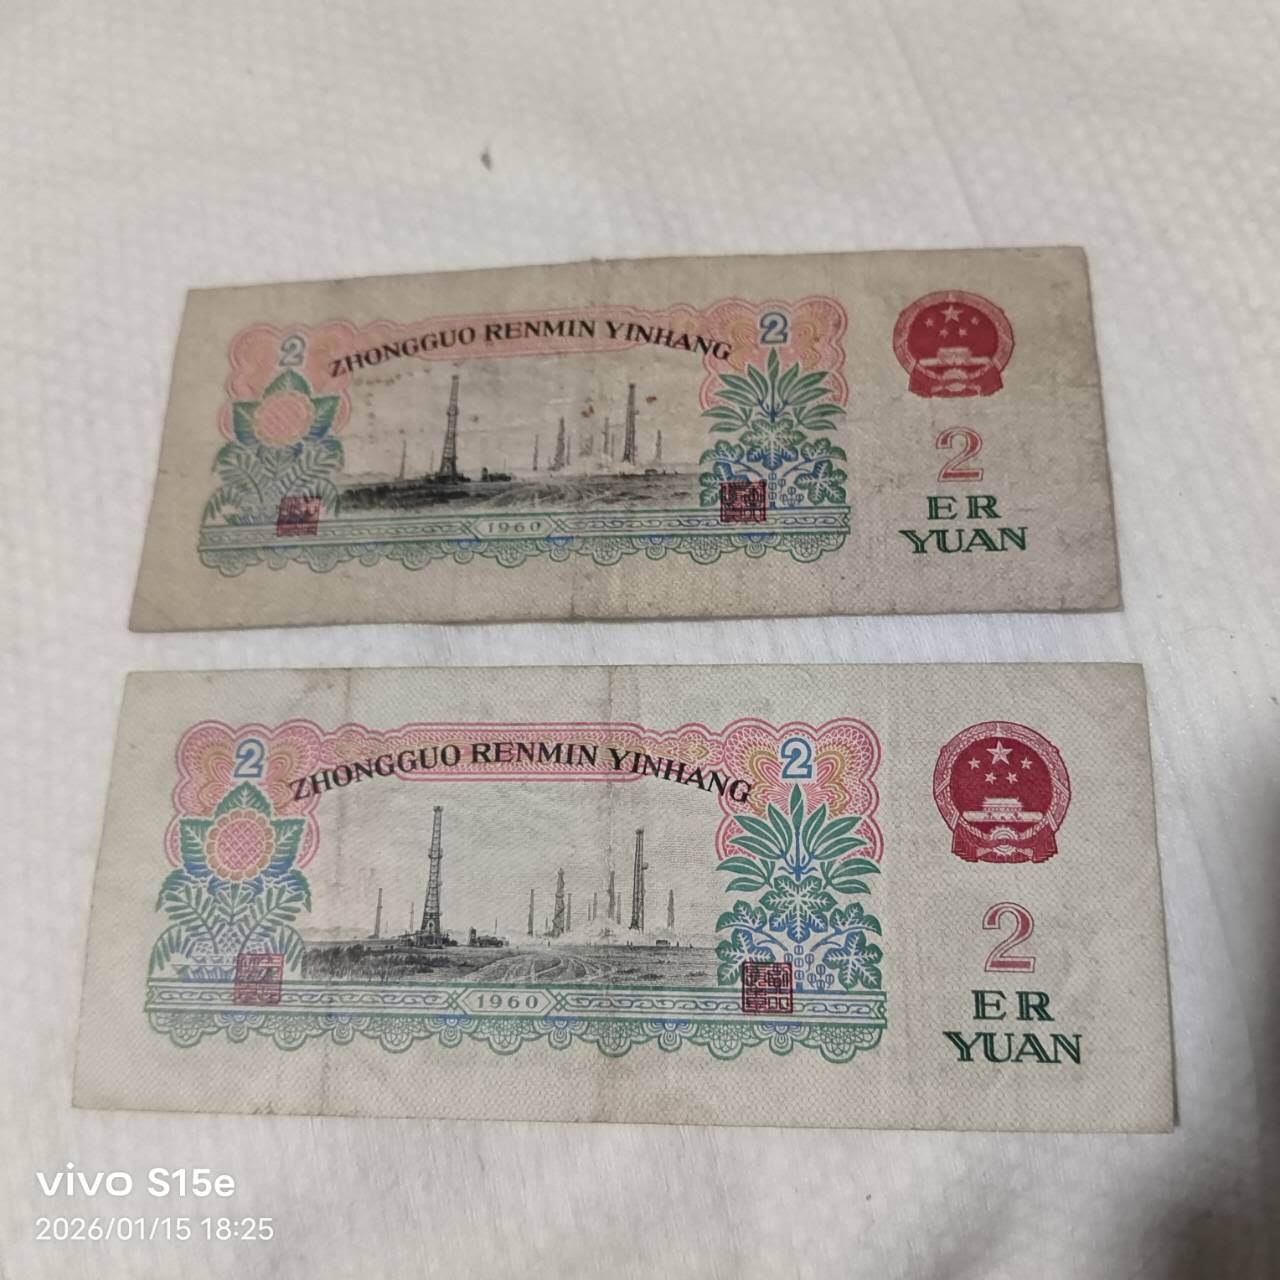 2
2
ZHONGGUO RENMIN YINHANG
1960
2
ER
YUAN
2
2
ZHONGGUO RENMIN YINHANG
1960
2
ER
YUAN
vivo S15e
2026/01/15 18:25